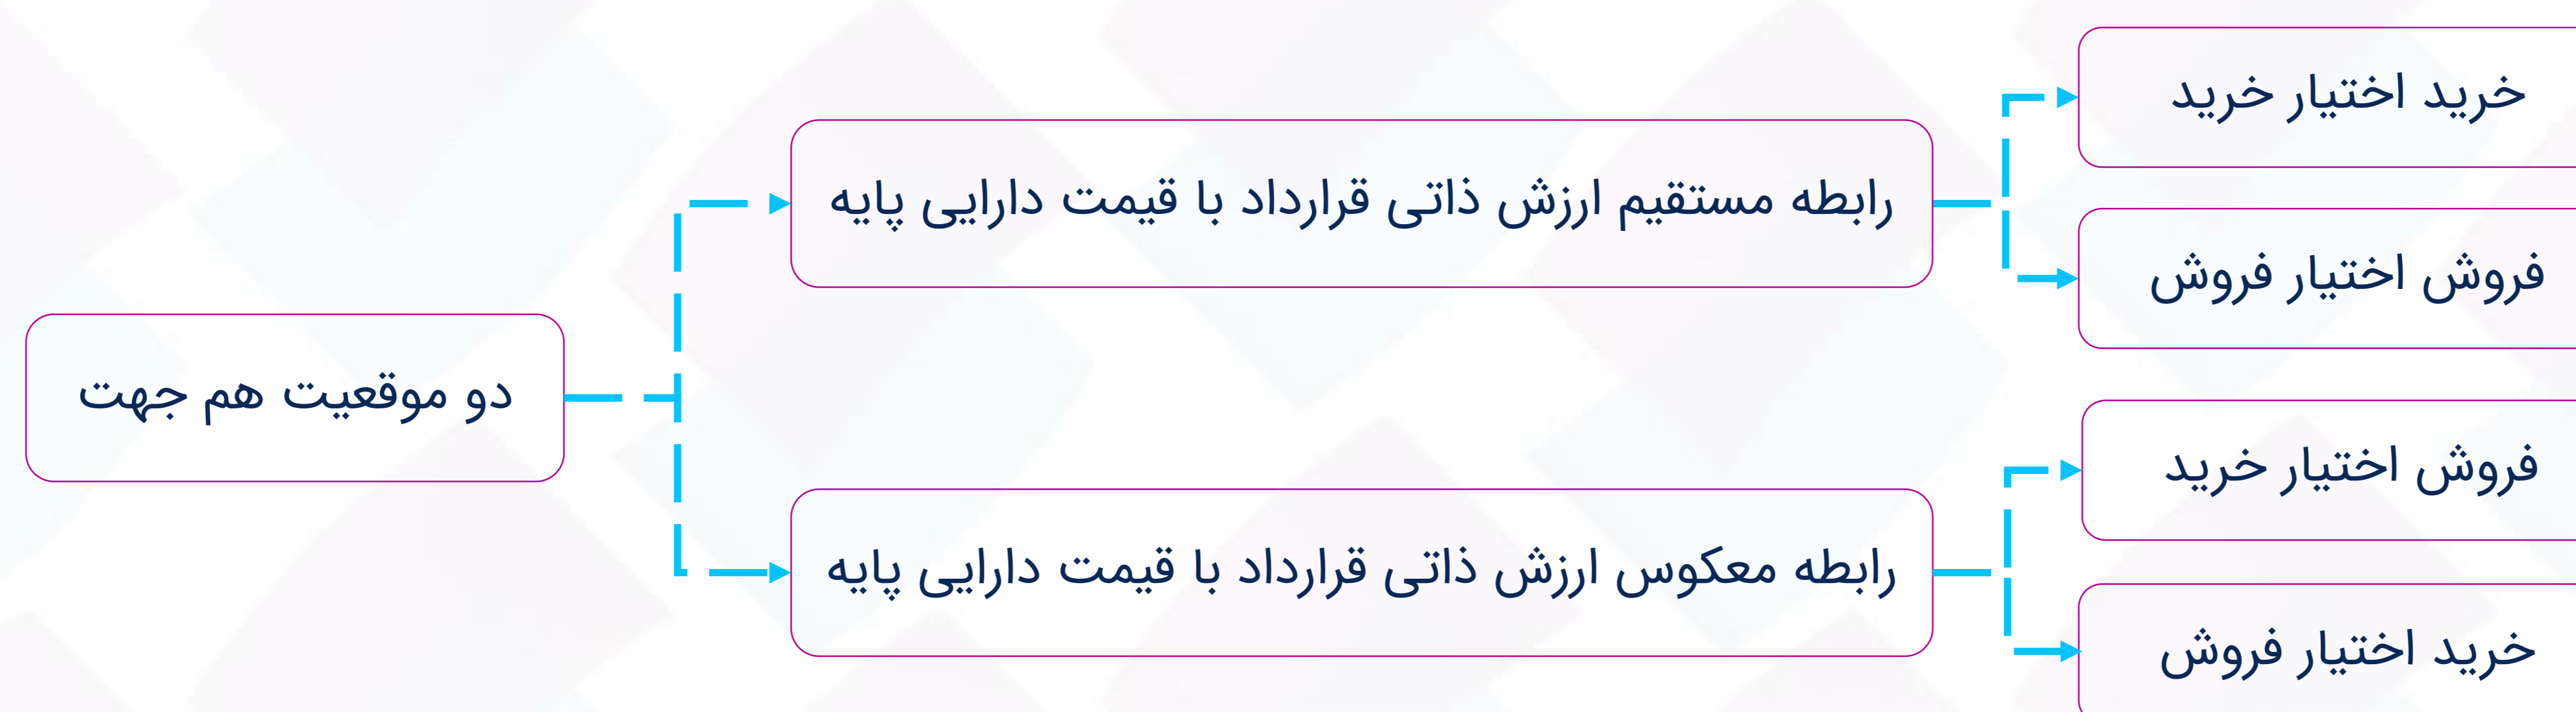 دو موقعیت هم جهت
رابطه مستقیم ارزش ذاتی قرارداد با قیمت دارایی پایه
خرید اختیار خرید
فروش اختیار فروش
رابطه معکوس ارزش ذاتی قرارداد با قیمت دارایی پایه
فروش اختیار خرید
خرید اختیار فروش